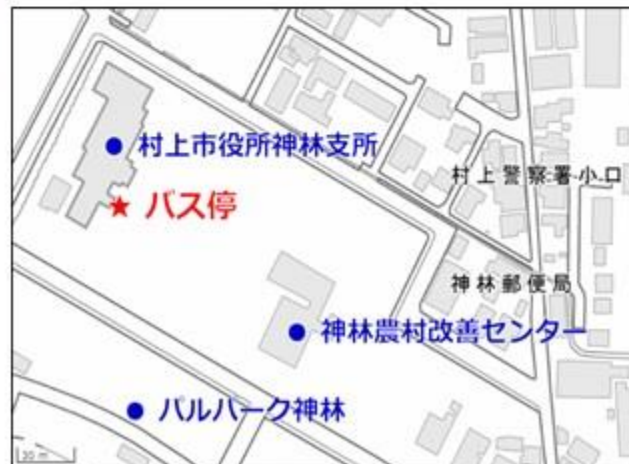 村上市役所神林支所
村上警察署小口
★ バス停
神林郵便局
神林農村改善センター
パルパーク神林